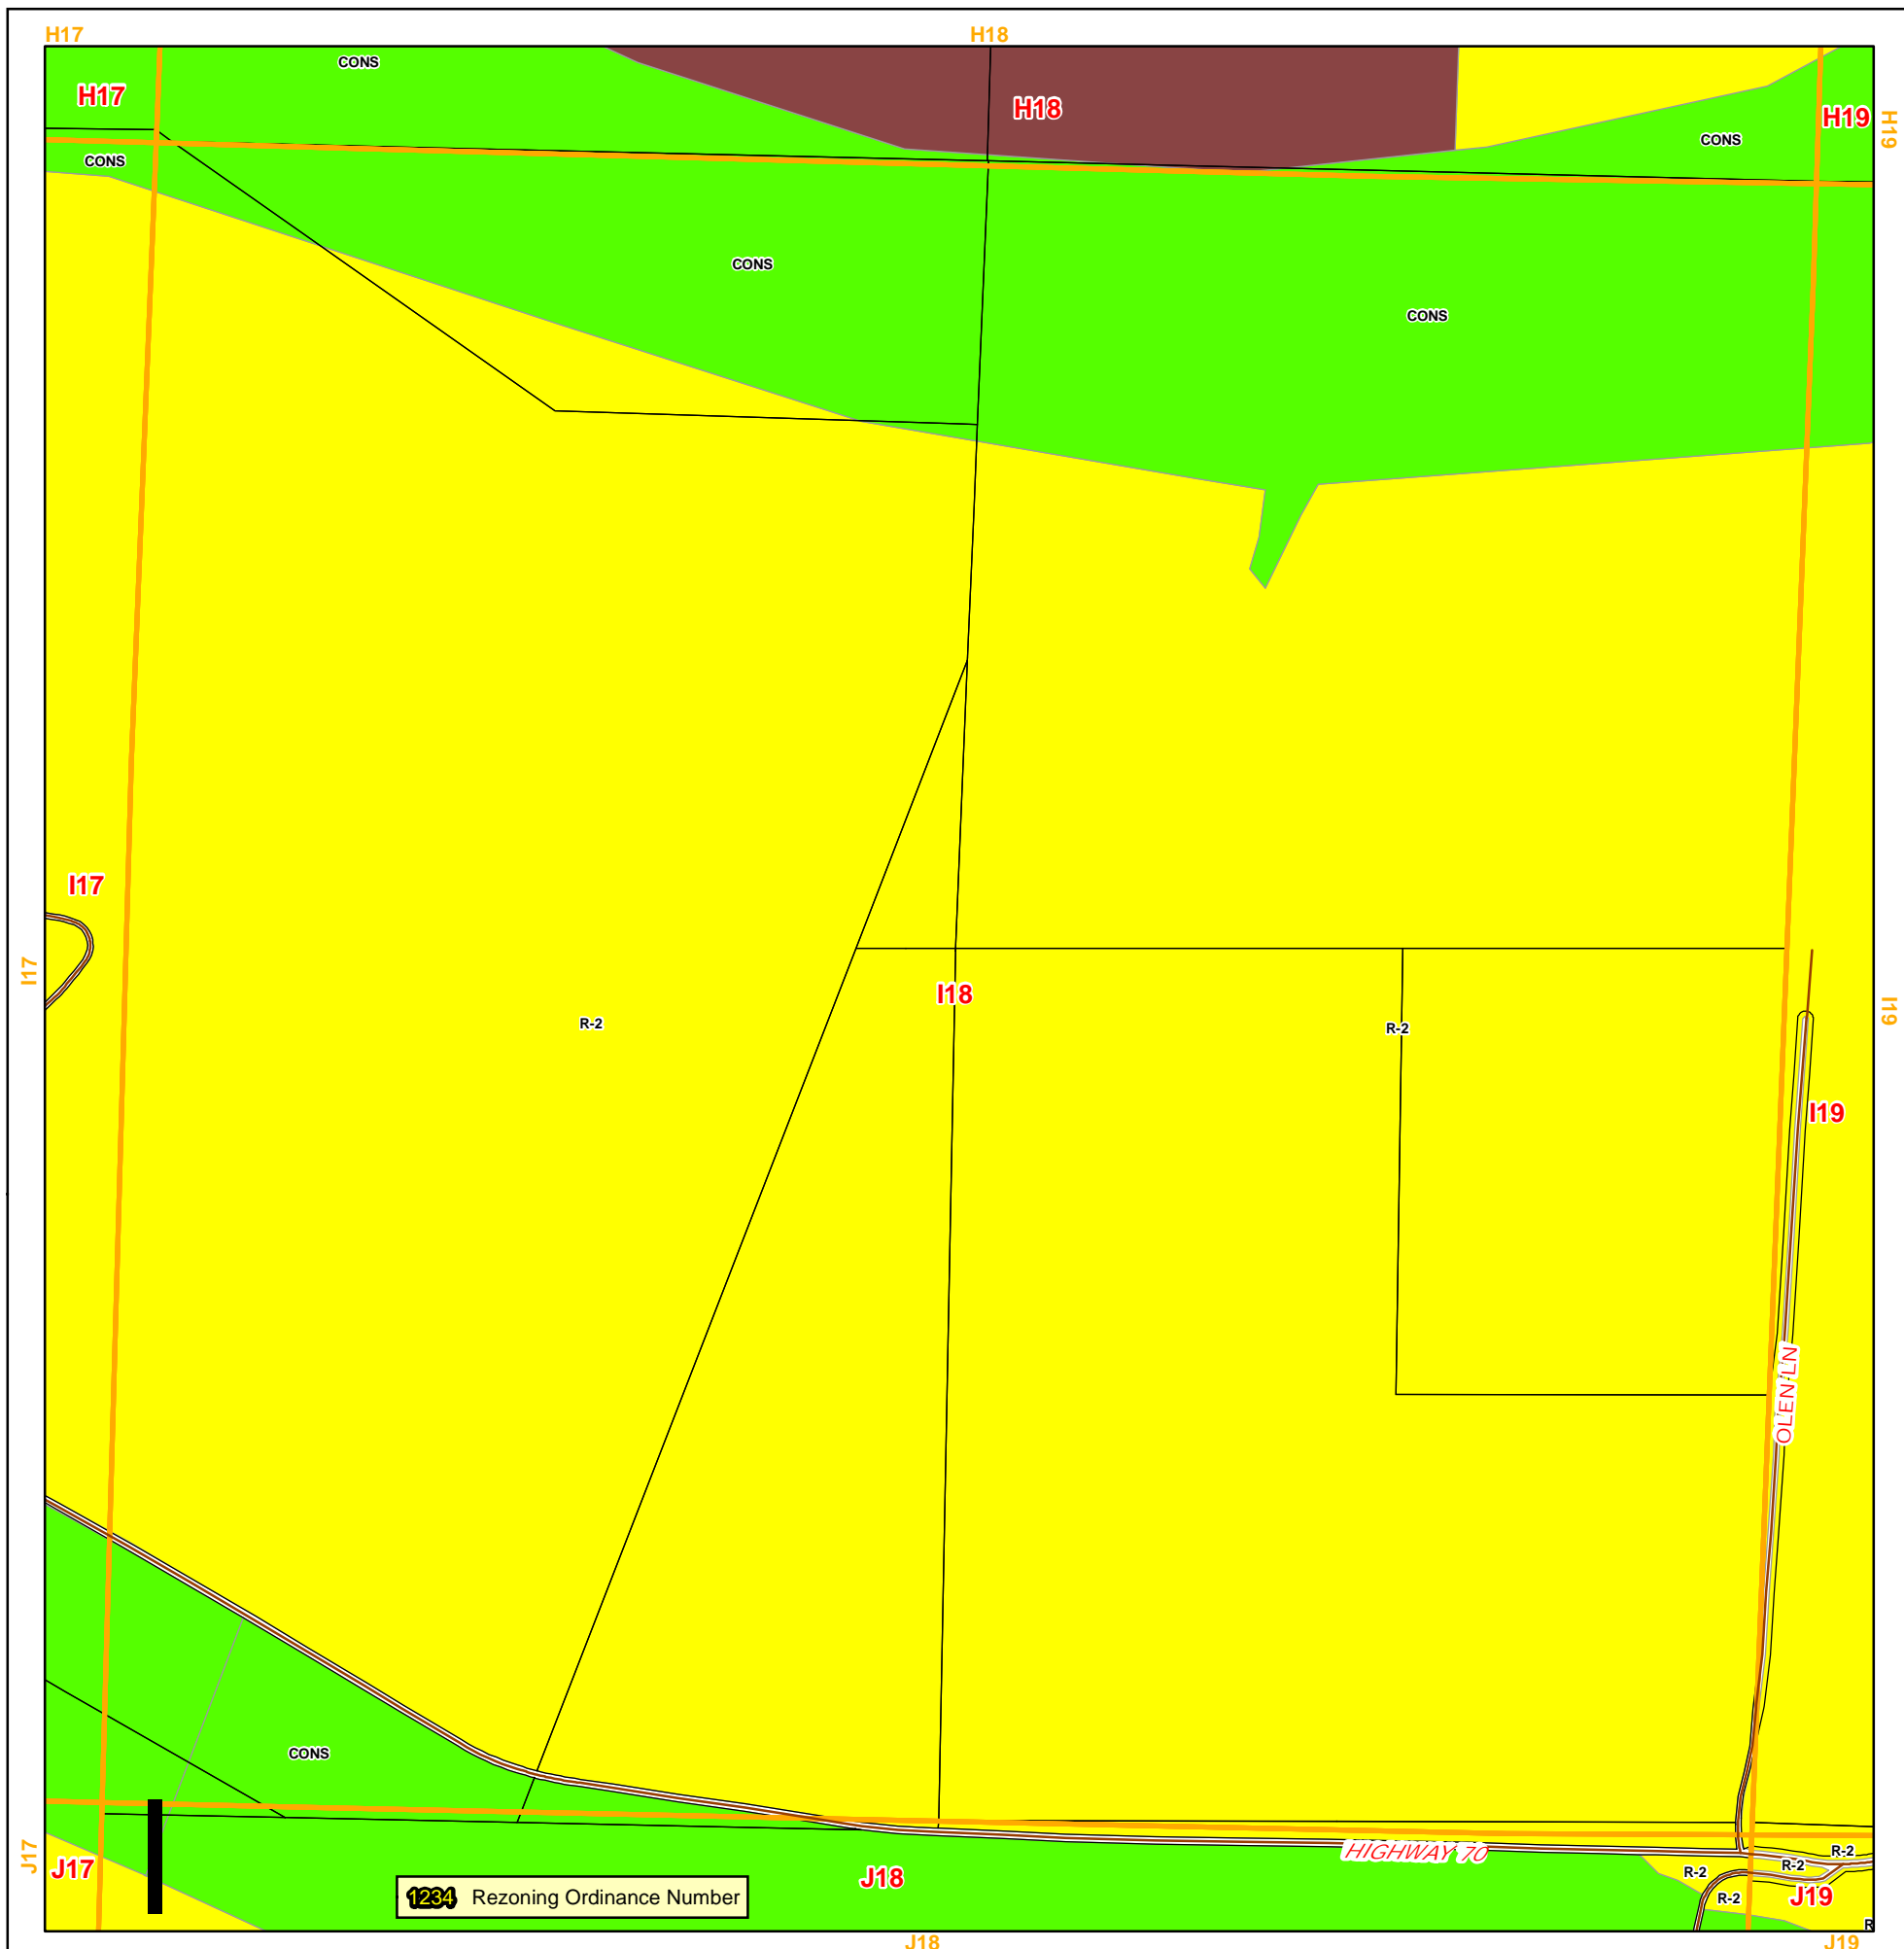 H17
H18
CONS
H17
H18
H19
H19
CONS
CONS
CONS
CONS
I17
I17
I18
I19
R-2
R-2
I19
OLEN LN
CONS
J17
J17
J18
HIGHWAY 70
R-2
R-2
R-2
R-2
J19
R
1234 Rezoning Ordinance Number
J18
J19